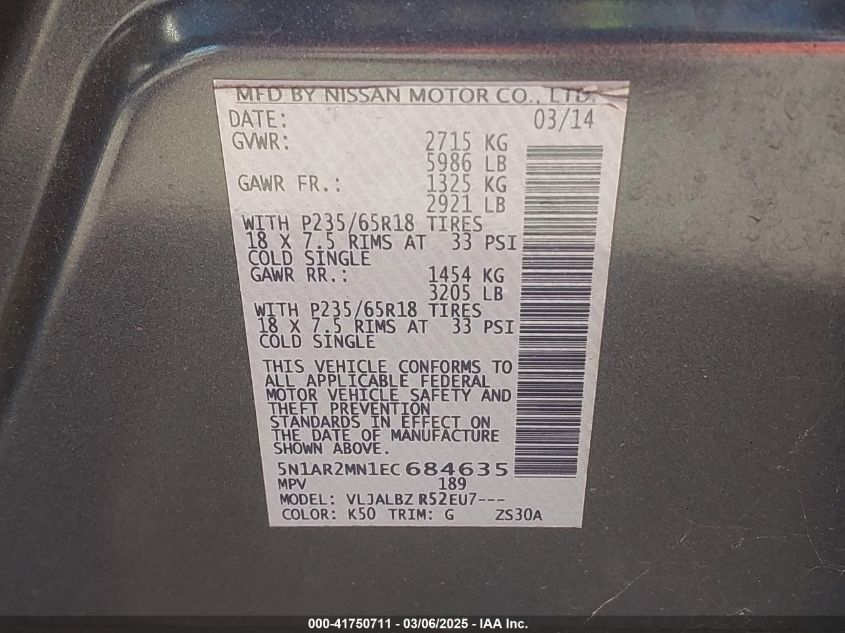 MFD BY NISSAN MOTOR CO., LTD.
DATE: 03/14
GVWR: 2715 KG
5986 LB
GAWR FR.: 1325 KG
2921 LB
WITH P235/65R18 TIRES
18 X 7.5 RIMS AT 33 PSI
COLD SINGLE
GAWR RR.: 1454 KG
3205 LB
WITH P235/65R18 TIRES
18 X 7.5 RIMS AT 33 PSI
COLD SINGLE
THIS VEHICLE CONFORMS TO
ALL APPLICABLE FEDERAL
MOTOR VEHICLE SAFETY AND
THEFT PREVENTION
STANDARDS IN EFFECT ON
THE DATE OF MANUFACTURE
SHOWN ABOVE.
5N1AR2MN1EC684635
MPV 189
MODEL: VLJALBZ R52EU7---
COLOR: K50 TRIM: G ZS30A
000-41750711 - 03/06/2025 - IAA Inc.